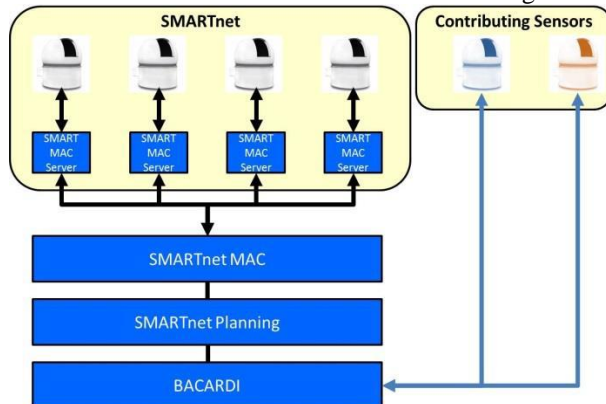 SMARTnet
Contributing Sensors
SMART
MAC
Server
SMART
MAC
Server
SMART
MAC
Server
SMART
MAC
Server
SMARTnet MAC
SMARTnet Planning
BACARDI